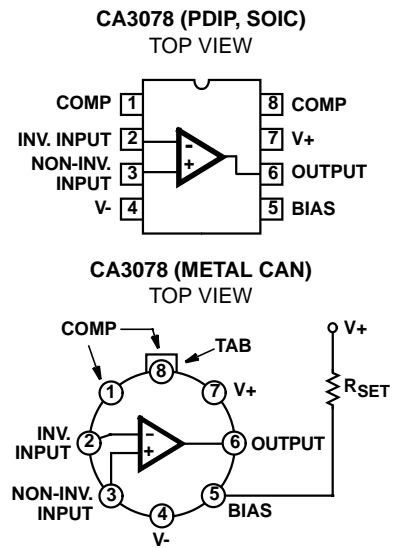 CA3078 (PDIP, SOIC)
TOP VIEW
COMP 1
8 COMP
INV. INPUT 2
7 V+
NON-INV.
INPUT 3
6 OUTPUT
V- 4
5 BIAS
-
+
CA3078 (METAL CAN)
TOP VIEW
COMP
TAB
V+
8
1
7 V+
RSET
INV.
INPUT
2
-
+
6 OUTPUT
NON-INV.
INPUT
3
5
BIAS
4
V-